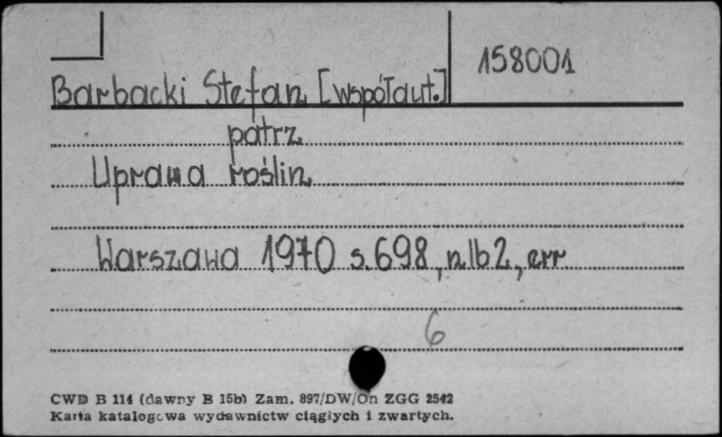 158001
Barbacki Stefan [współaut.]
patrz
Uprawa roślin
Warszawa 1970 s.698, nlb2, err
6
CWD B 114 (dawny B 15b) Zam. 897/DW/On ZGG 2542
Karta katalogowa wydawnictw ciągłych i zwartych.